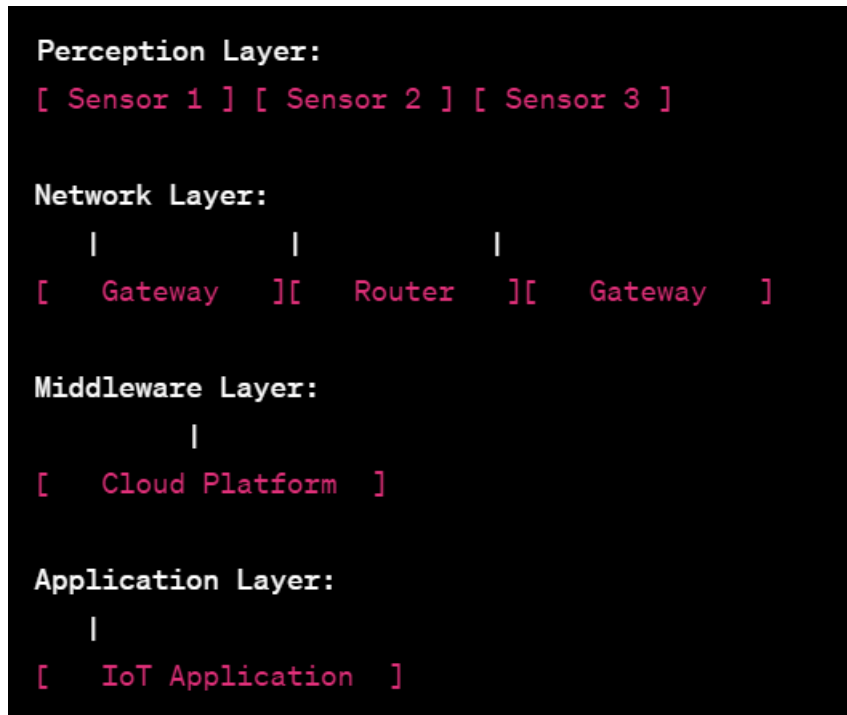 Perception Layer:
[ Sensor 1 ] [ Sensor 2 ] [ Sensor 3 ]
Network Layer:
| | |
[ Gateway ][ Router ][ Gateway ]
Middleware Layer:
|
[ Cloud Platform ]
Application Layer:
|
[ IoT Application ]